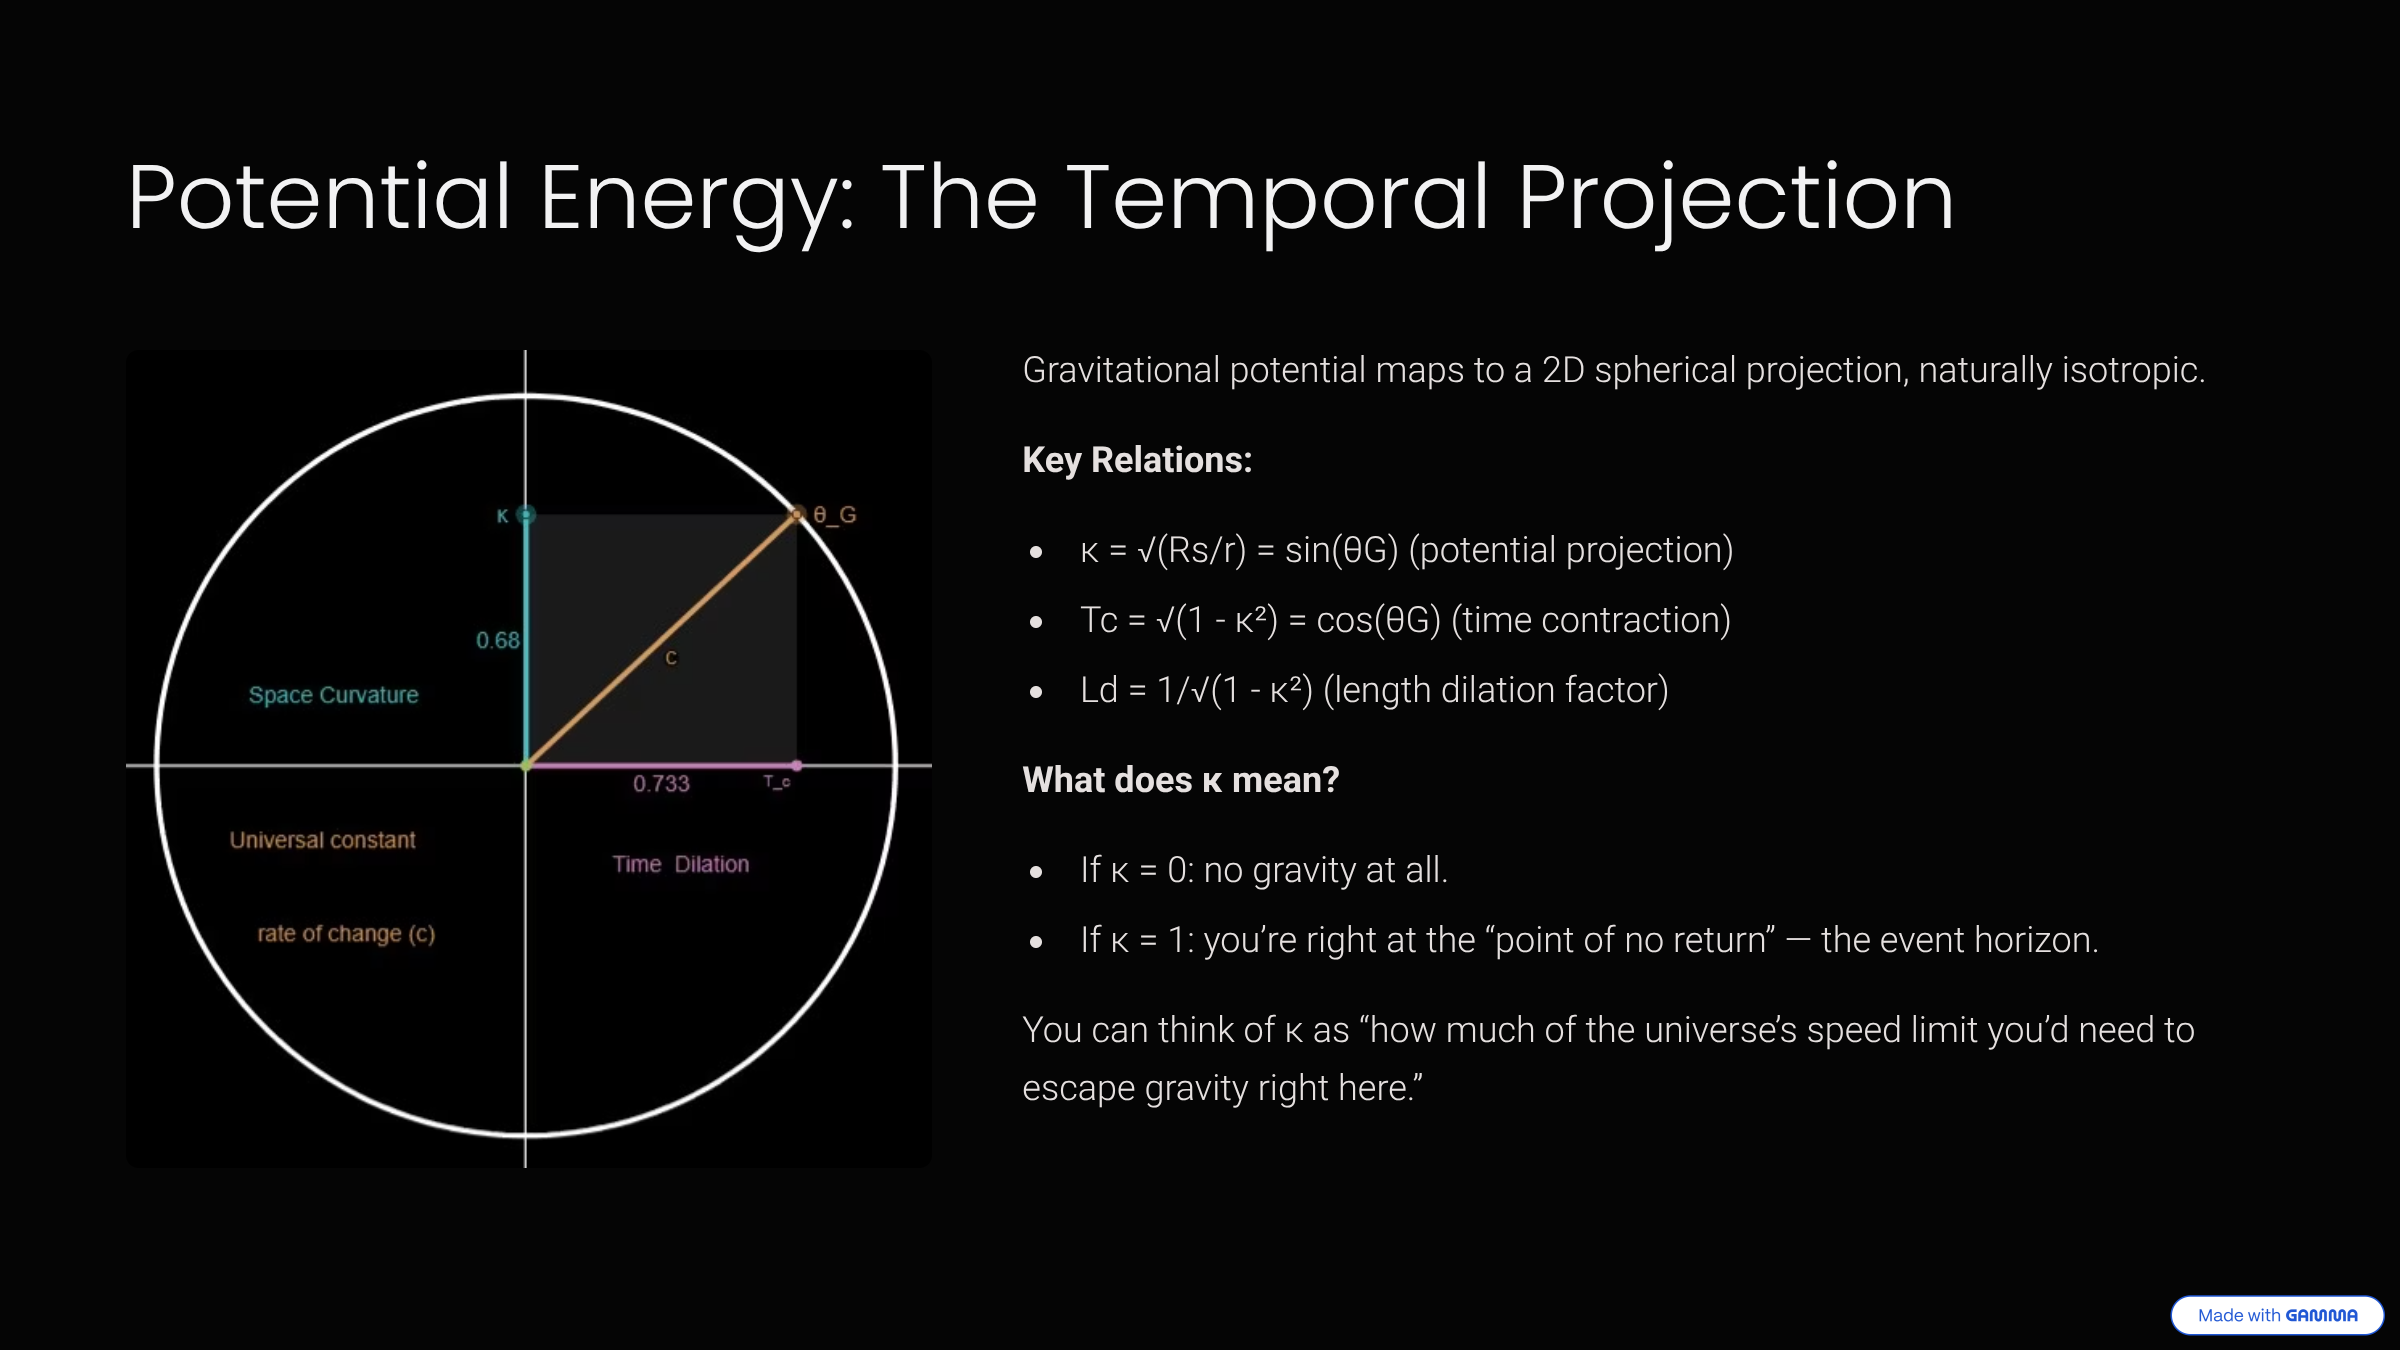 Potential Energy: The Temporal Projection
κ
θ_G
0.68
c
Space Curvature
0.733
T_c
Universal constant
Time Dilation
rate of change (c)
Gravitational potential maps to a 2D spherical projection, naturally isotropic.
Key Relations:
• κ = √(Rs/r) = sin(θG) (potential projection)
• Tc = √(1 - κ²) = cos(θG) (time contraction)
• Ld = 1/√(1 - κ²) (length dilation factor)
What does κ mean?
• If κ = 0: no gravity at all.
• If κ = 1: you’re right at the “point of no return” — the event horizon.
You can think of κ as “how much of the universe’s speed limit you’d need to
escape gravity right here.”
Made with GAMMA